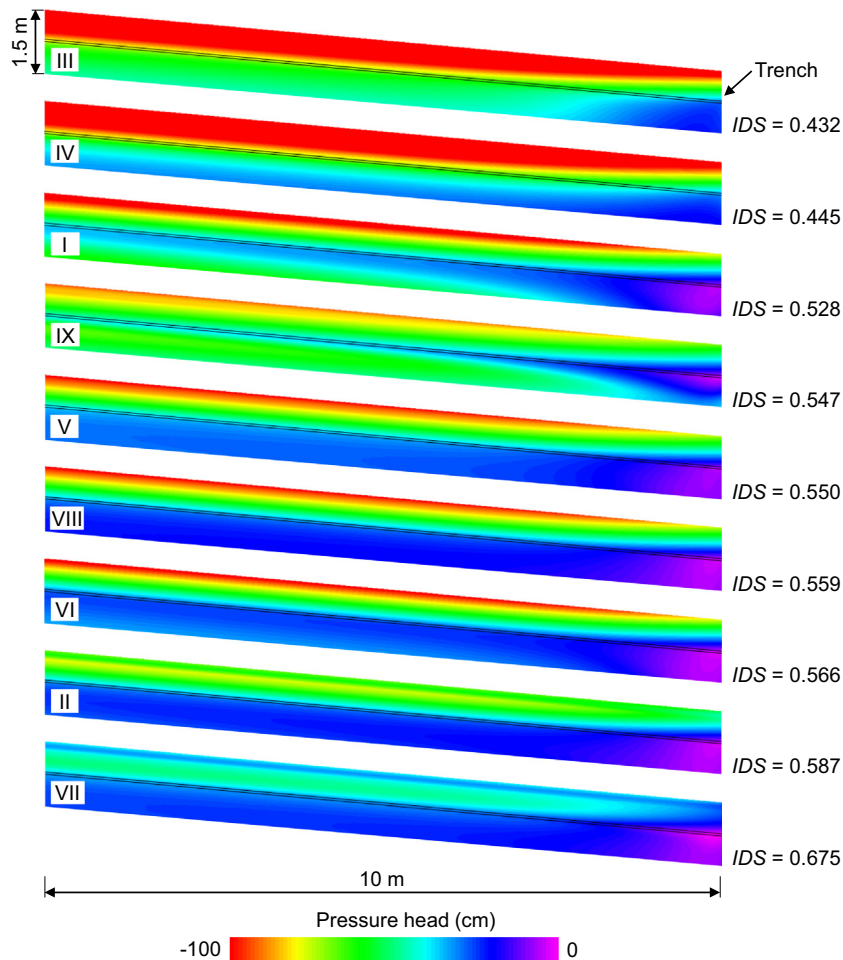 1.5 m
III
Trench
IDS = 0.432
IV
IDS = 0.445
I
IDS = 0.528
IX
IDS = 0.547
V
IDS = 0.550
VIII
IDS = 0.559
VI
IDS = 0.566
II
IDS = 0.587
VII
IDS = 0.675
10 m
Pressure head (cm)
-100 0